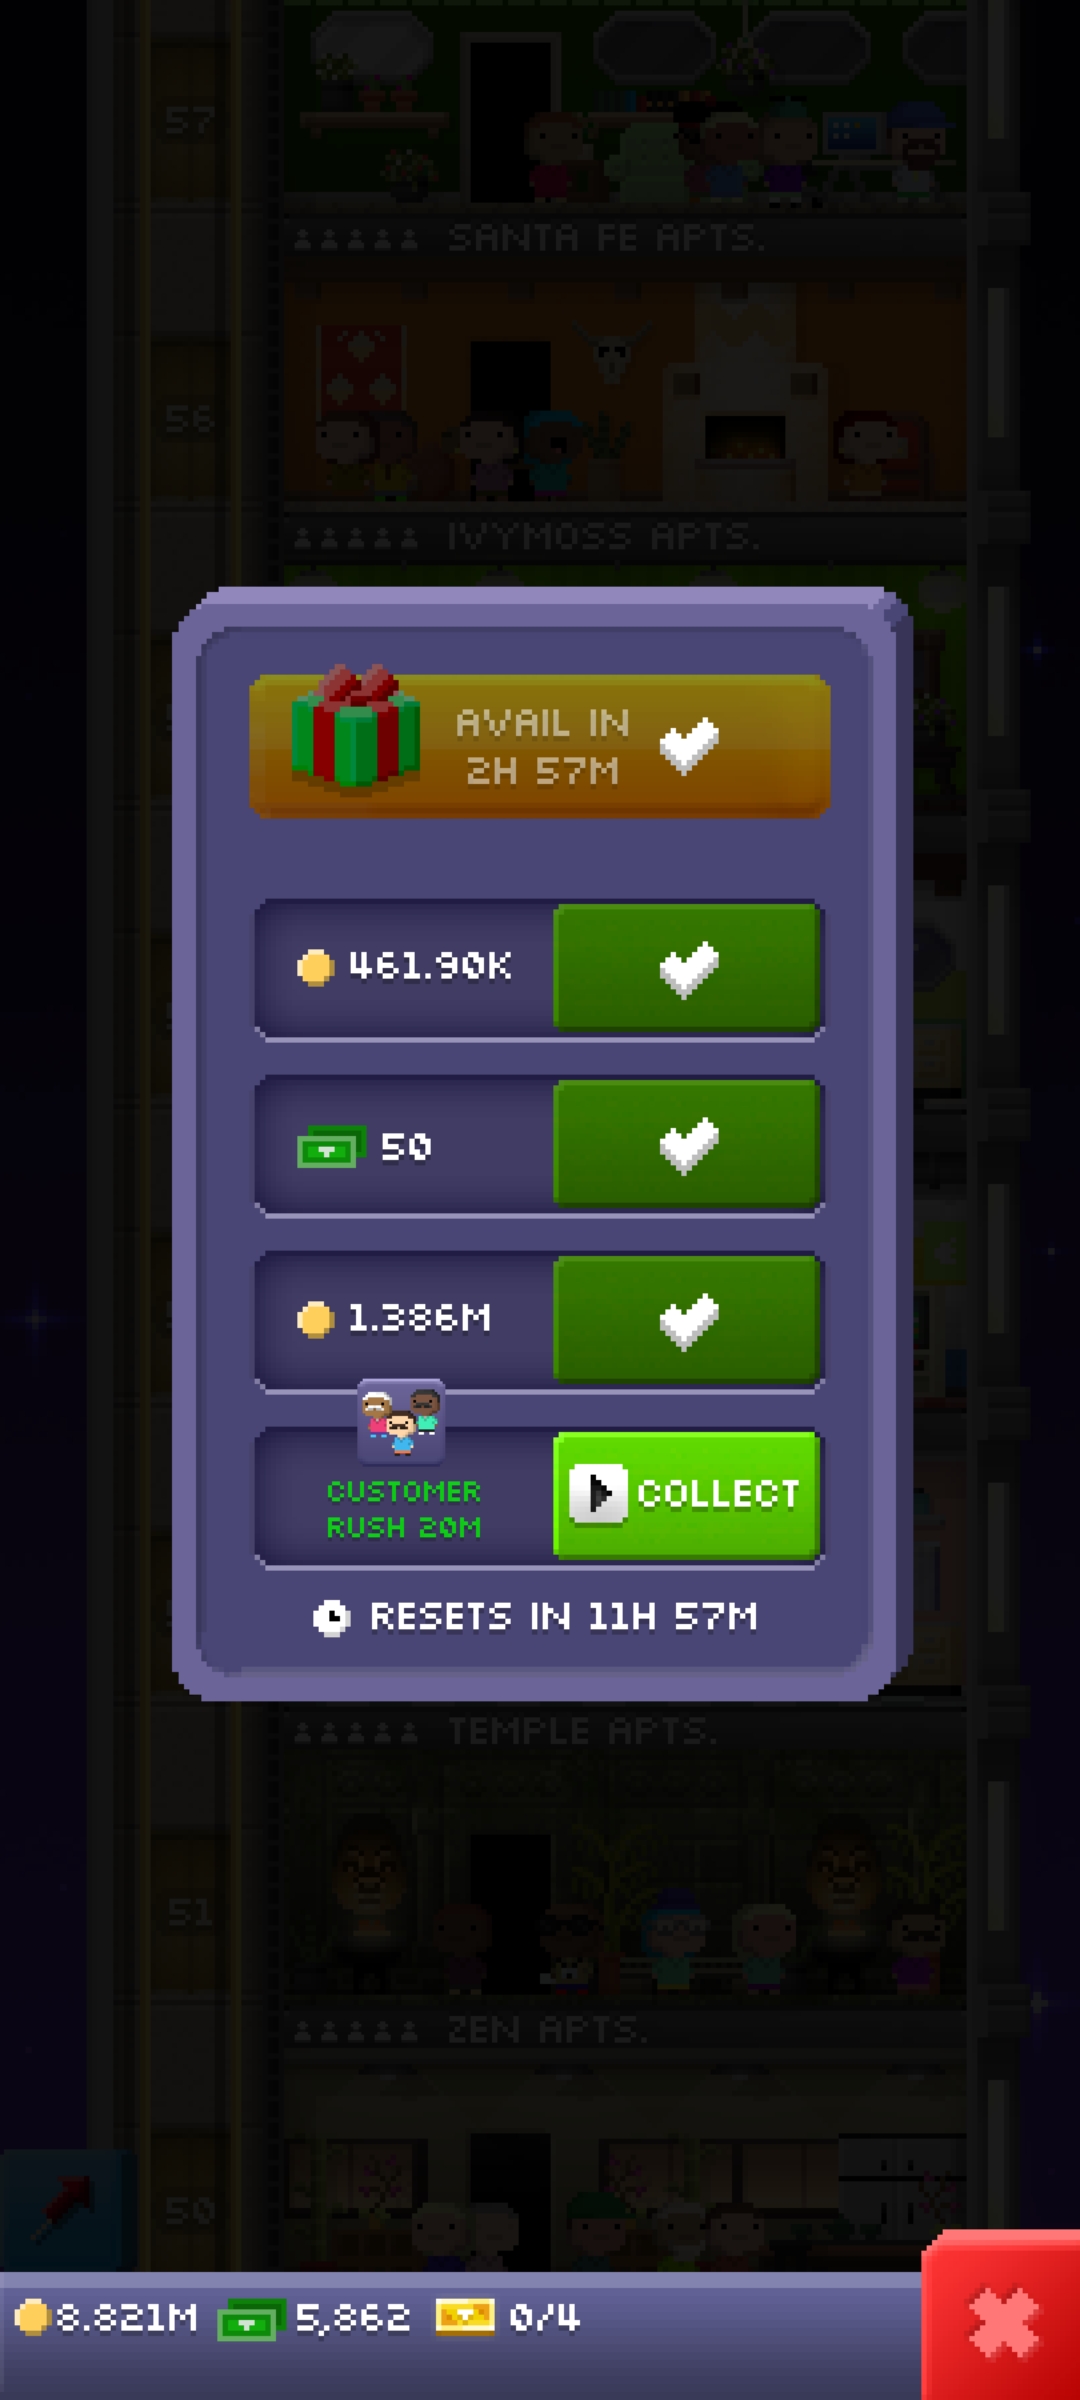 57
SANTA FE APTS.
56
IVYMOSS APTS.
AVAIL IN
2H 57M
461.90K
50
1.386M
CUSTOMER
RUSH 20M
COLLECT
RESETS IN 11H 57M
TEMPLE APTS.
51
ZEN APTS.
50
8.821M 5,862 0/4